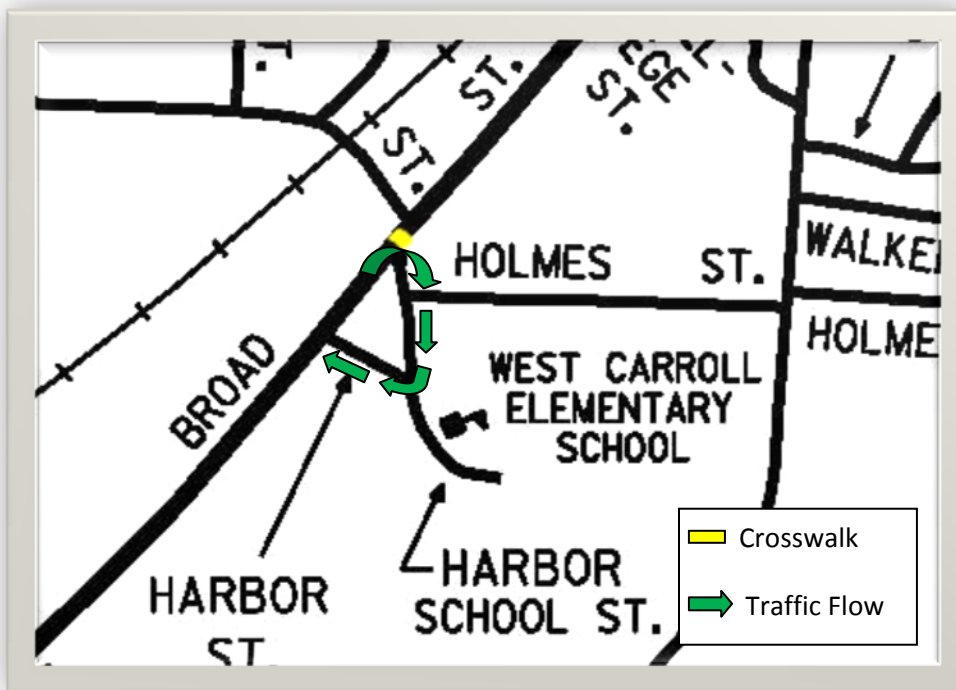 ST.
ST.
ST.
HOLMES ST.
WALKE
HOLME
BROAD
WEST CARROLL
ELEMENTARY
SCHOOL
HARBOR
ST.
HARBOR
SCHOOL ST.
Crosswalk
Traffic Flow